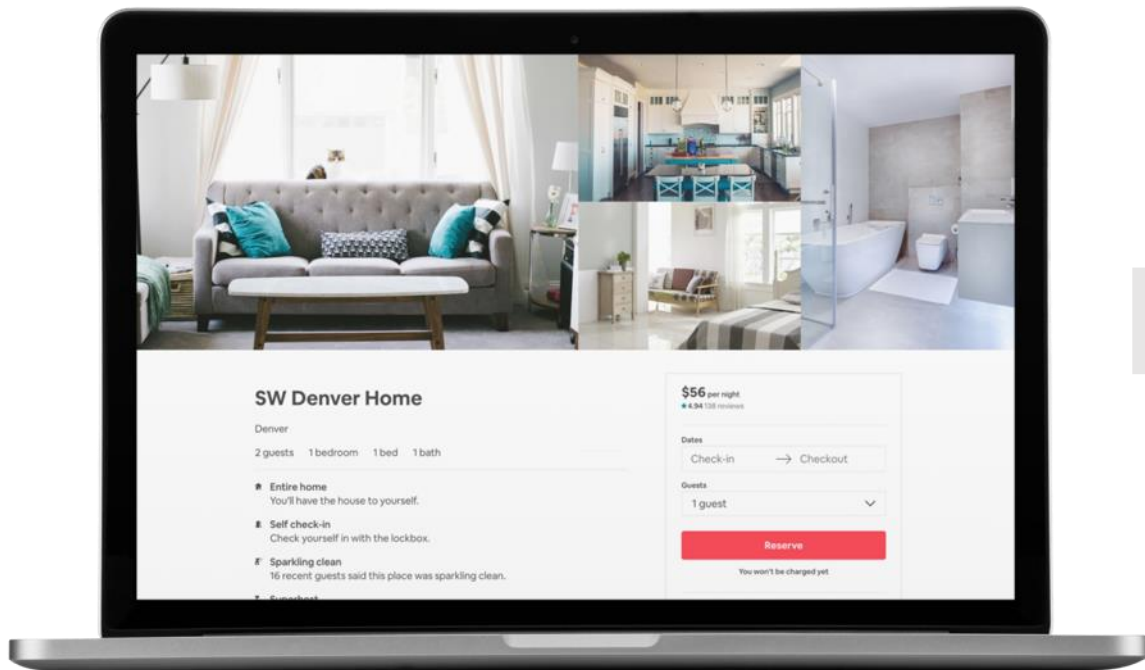 SW Denver Home
Denver
2 guests 1 bedroom 1 bed 1 bath
Entire home
You'll have the house to yourself.
Self check-in
Check yourself in with the lockbox.
Sparkling clean
16 recent guests said this place was sparkling clean.
Superhost
$56 per night
4.94 138 reviews
Dates
Check-in → Checkout
Guests
1 guest
Reserve
You won't be charged yet